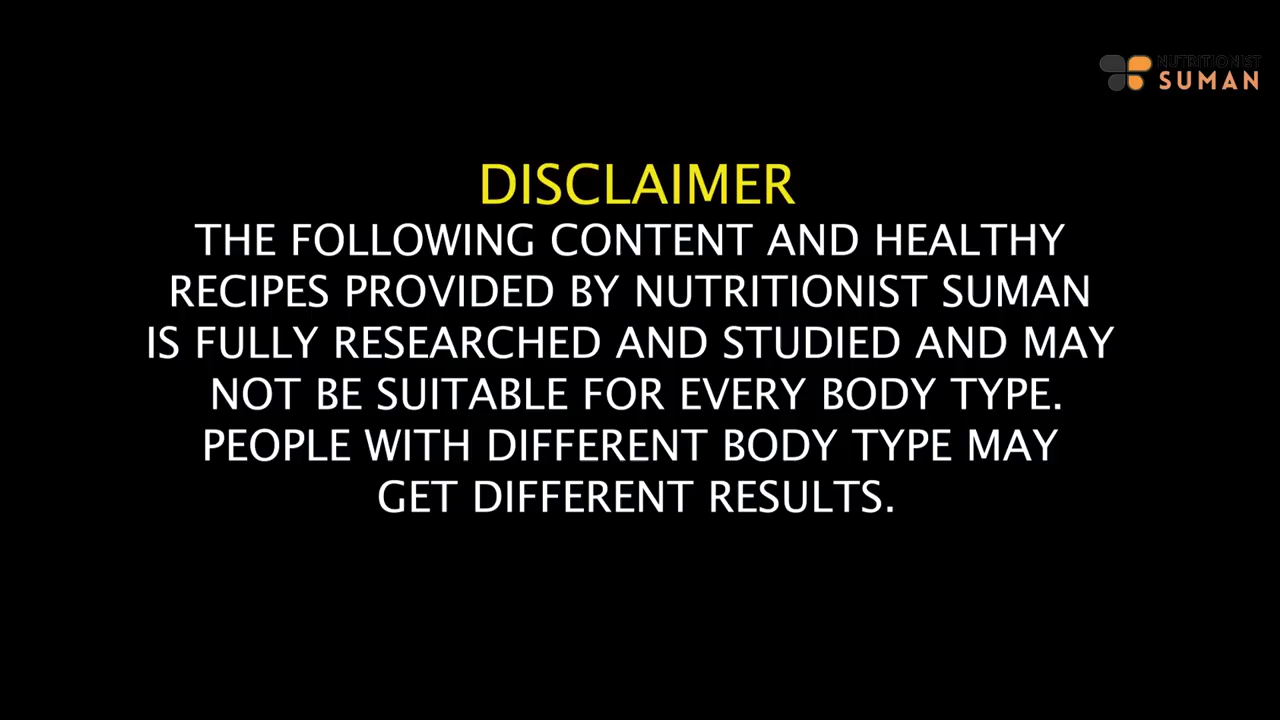 NUTRITIONIST
SUMAN
DISCLAIMER
THE FOLLOWING CONTENT AND HEALTHY
RECIPES PROVIDED BY NUTRITIONIST SUMAN
IS FULLY RESEARCHED AND STUDIED AND MAY
NOT BE SUITABLE FOR EVERY BODY TYPE.
PEOPLE WITH DIFFERENT BODY TYPE MAY
GET DIFFERENT RESULTS.